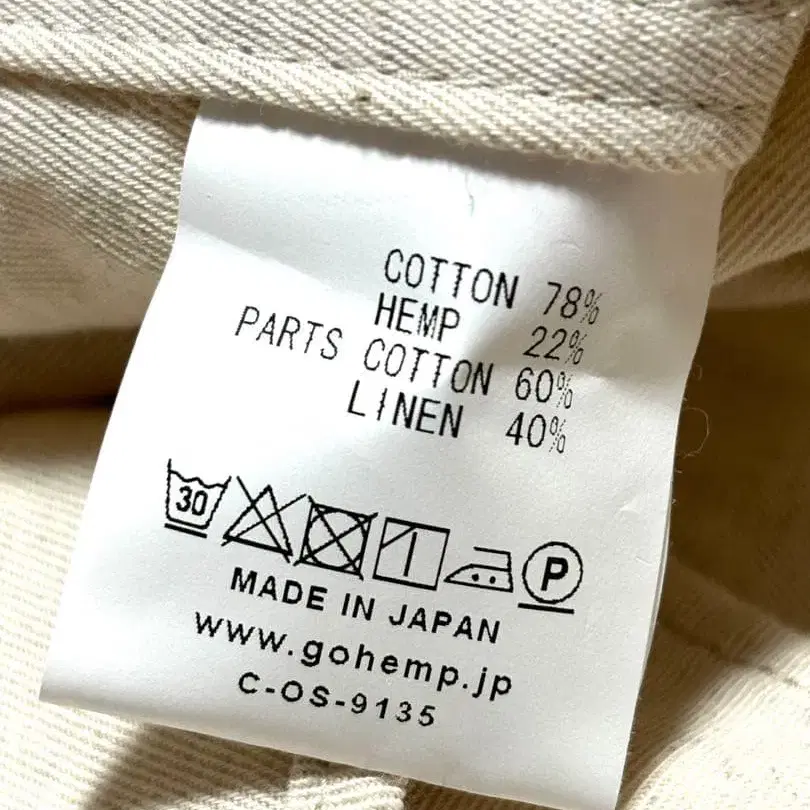 COTTON 78%
HEMP 22%
PARTS COTTON 60%
LINEN 40%
30 P
MADE IN JAPAN
www.gohemp.jp
C-OS-9135